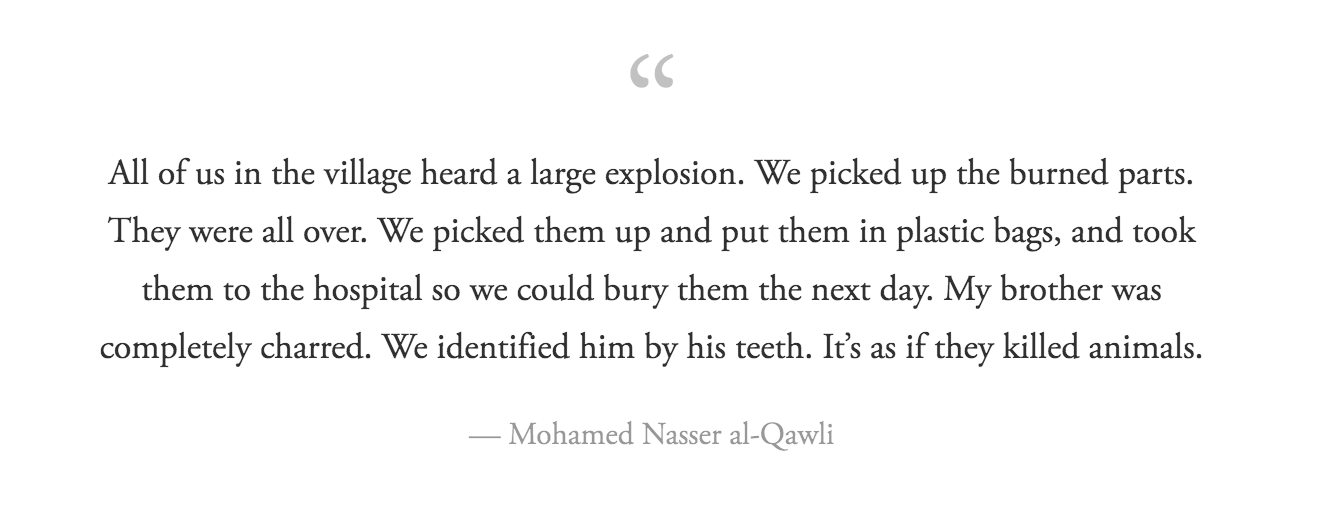 “
All of us in the village heard a large explosion. We picked up the burned parts.
They were all over. We picked them up and put them in plastic bags, and took
them to the hospital so we could bury them the next day. My brother was
completely charred. We identified him by his teeth. It’s as if they killed animals.
— Mohamed Nasser al-Qawli